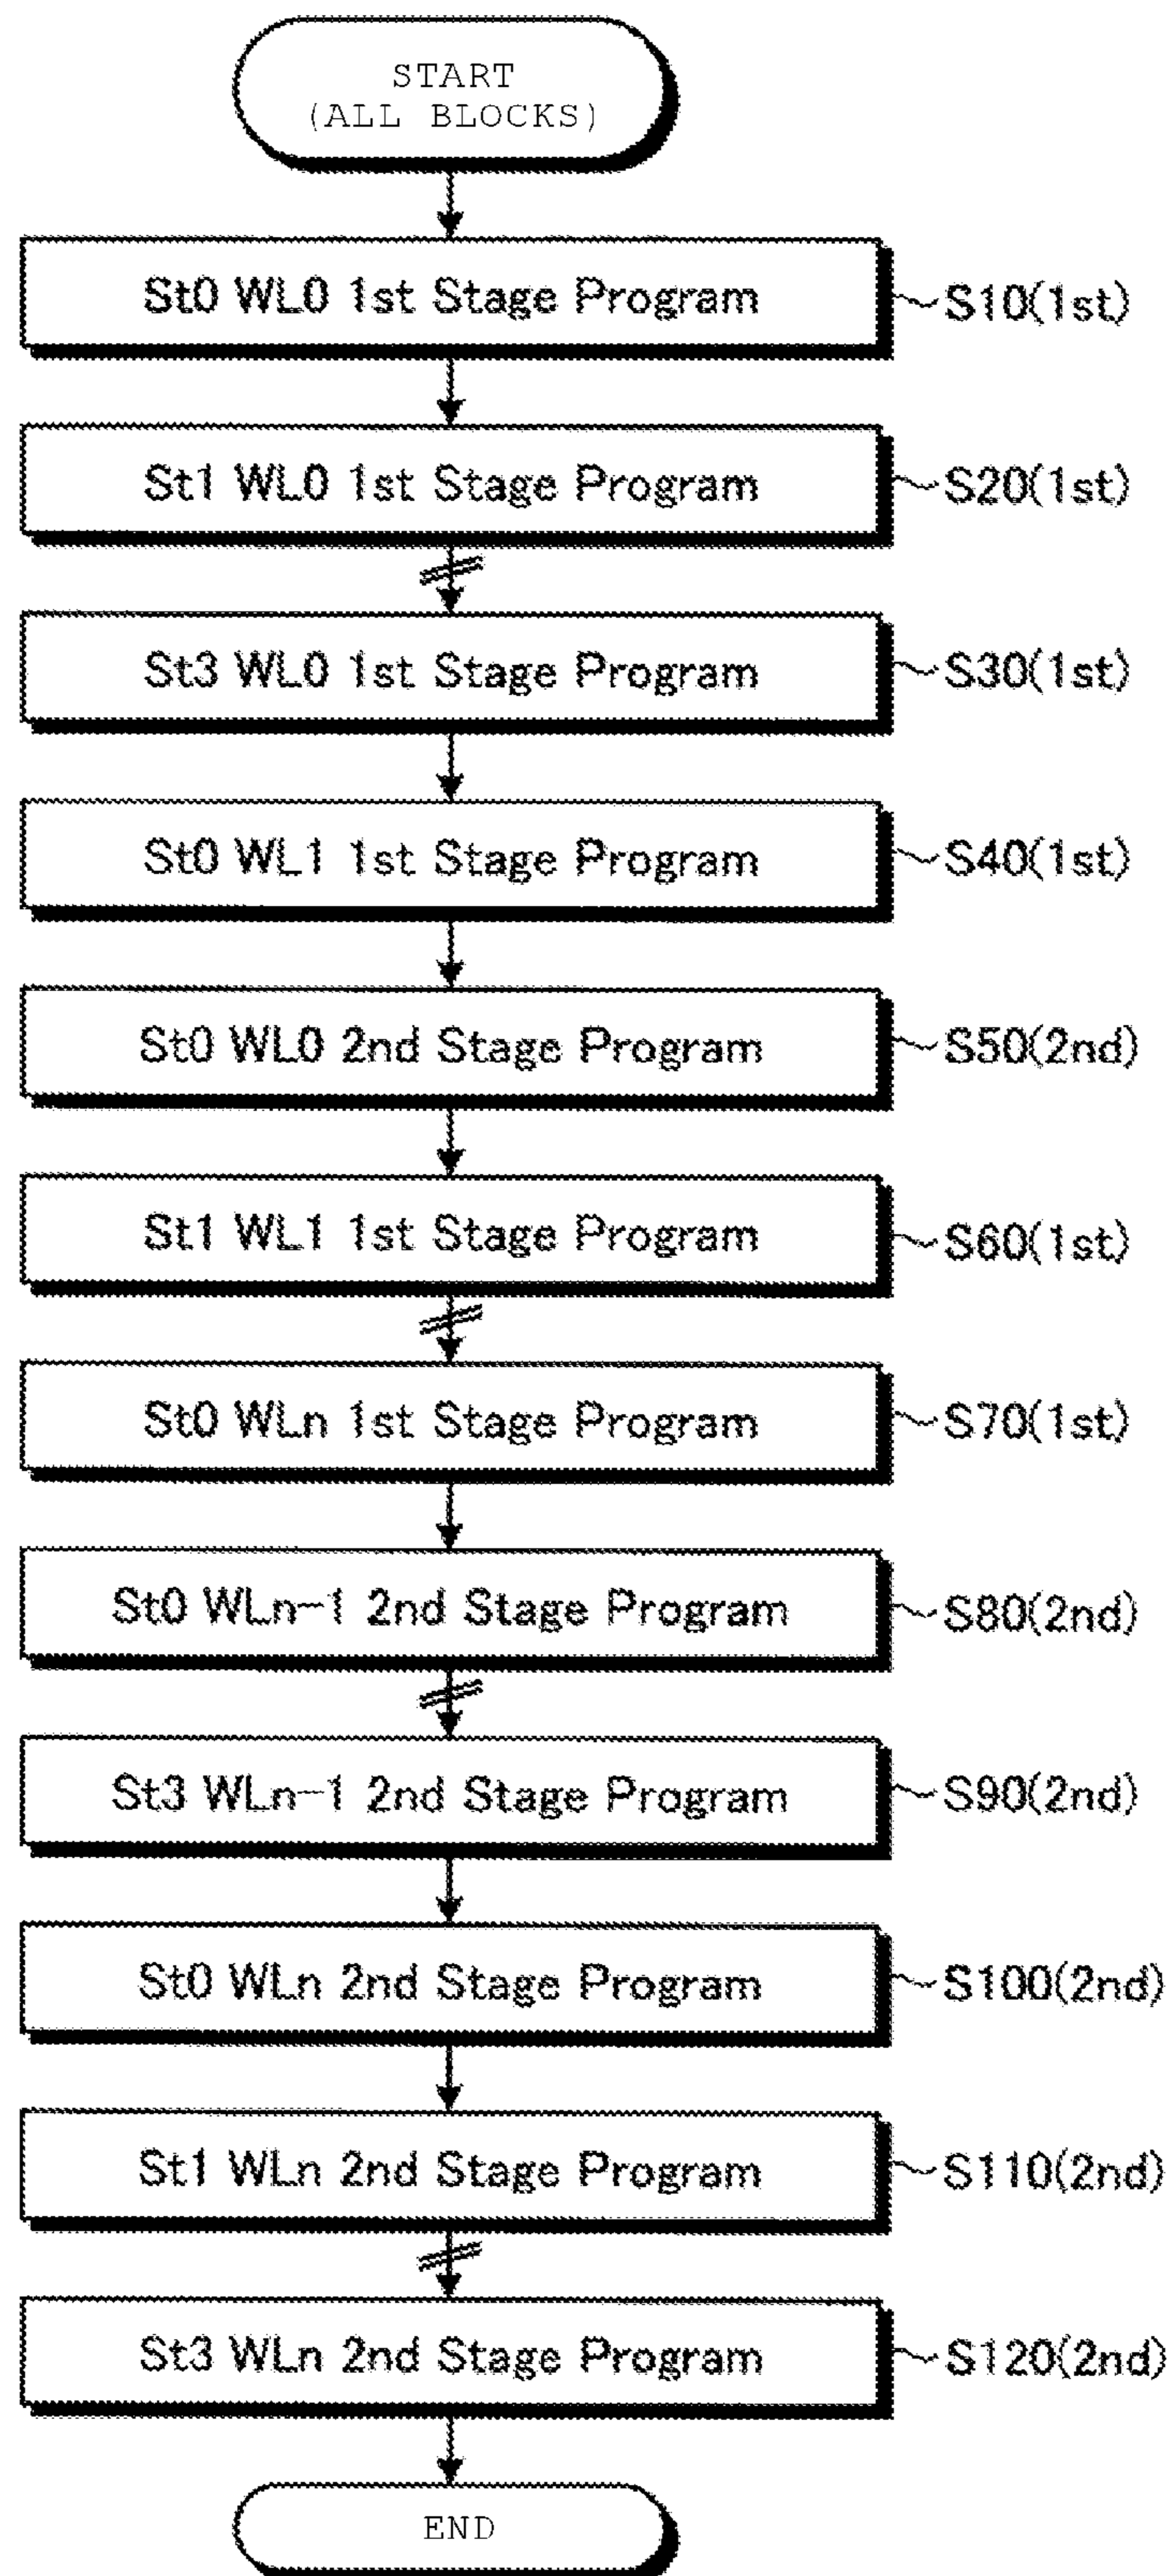 START
(ALL BLOCKS)
St0 WL0 1st Stage Program
S10(1st)
St1 WL0 1st Stage Program
S20(1st)
St3 WL0 1st Stage Program
S30(1st)
St0 WL1 1st Stage Program
S40(1st)
St0 WL0 2nd Stage Program
S50(2nd)
St1 WL1 1st Stage Program
S60(1st)
St0 WLn 1st Stage Program
S70(1st)
St0 WLn-1 2nd Stage Program
S80(2nd)
St3 WLn-1 2nd Stage Program
S90(2nd)
St0 WLn 2nd Stage Program
S100(2nd)
St1 WLn 2nd Stage Program
S110(2nd)
St3 WLn 2nd Stage Program
S120(2nd)
END